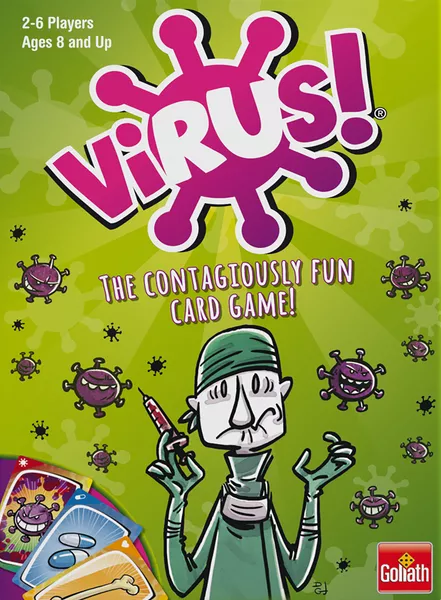 2-6 Players
Ages 8 and Up
ViRUS!®
THE CONTAGIOUSLY FUN
CARD GAME!
Goliath